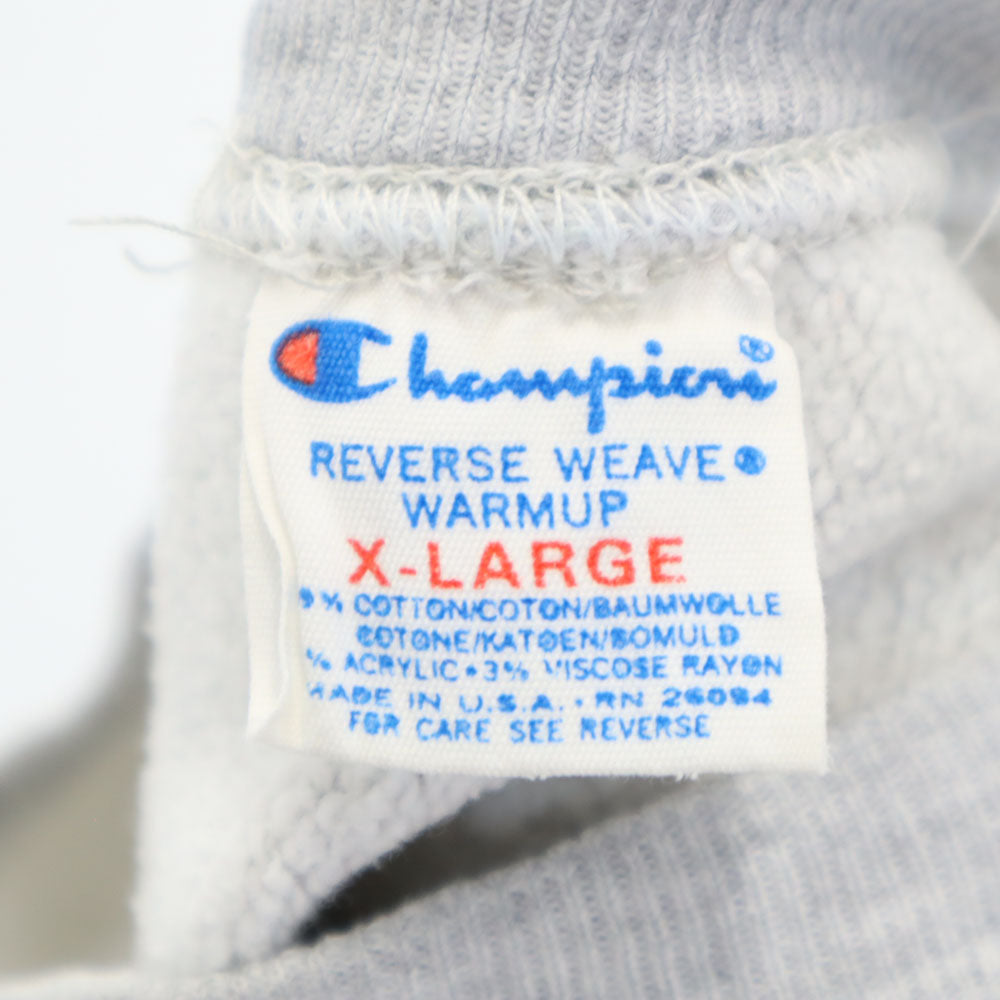 Champion®
REVERSE WEAVE®
WARMUP
X-LARGE
% COTTON/COTON/BAUMWOLLE
COTONE/KATOEN/BOMULD
% ACRYLIC • 3% VISCOSE RAYON
MADE IN U.S.A. • RN 26094
FOR CARE SEE REVERSE